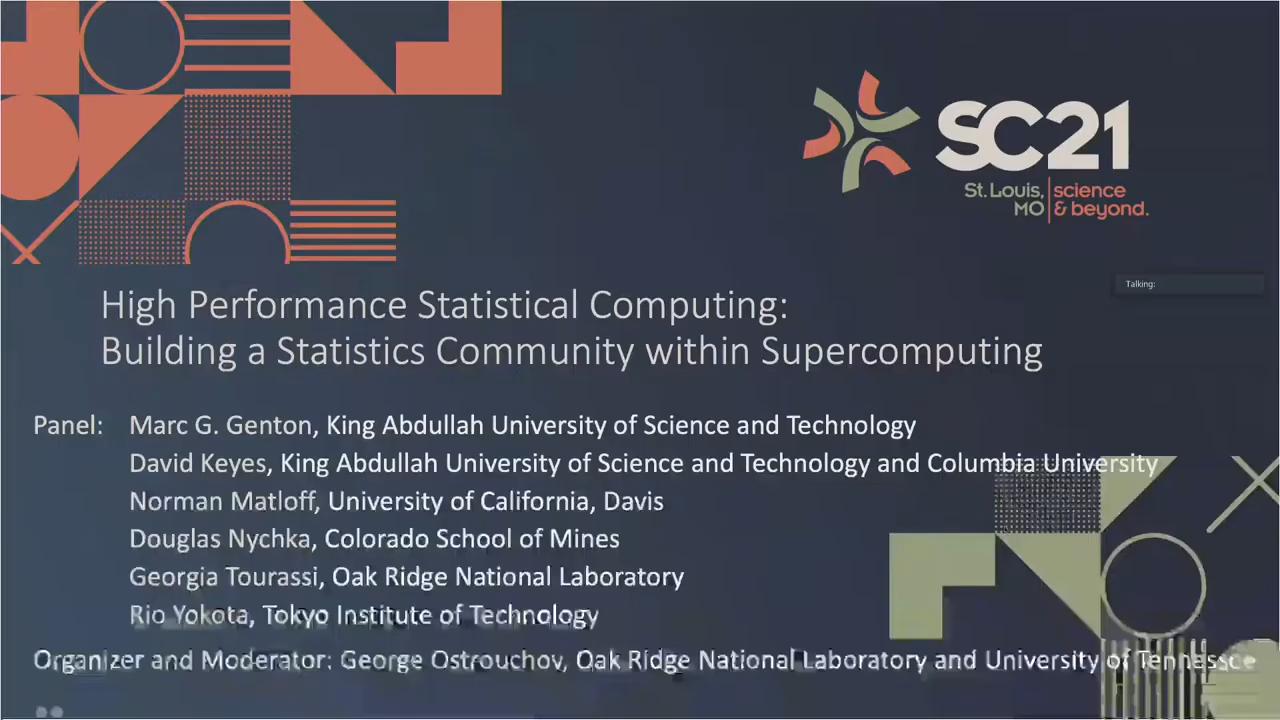 SC21
St. Louis, MO
science & beyond.
Talking:
High Performance Statistical Computing:
Building a Statistics Community within Supercomputing
Panel: Marc G. Genton, King Abdullah University of Science and Technology
David Keyes, King Abdullah University of Science and Technology and Columbia University
Norman Matloff, University of California, Davis
Douglas Nychka, Colorado School of Mines
Georgia Tourassi, Oak Ridge National Laboratory
Rio Yokota, Tokyo Institute of Technology
Organizer and Moderator: George Ostrouchov, Oak Ridge National Laboratory and University of Tennessee